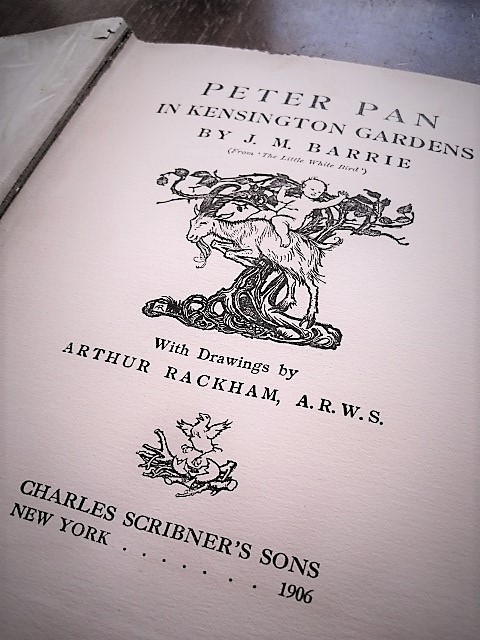 PETER PAN
IN KENSINGTON GARDENS
BY J. M. BARRIE
(From 'The Little White Bird')
With Drawings by
ARTHUR RACKHAM, A.R.W.S.
CHARLES SCRIBNER'S SONS
NEW YORK . . . . . . . 1906